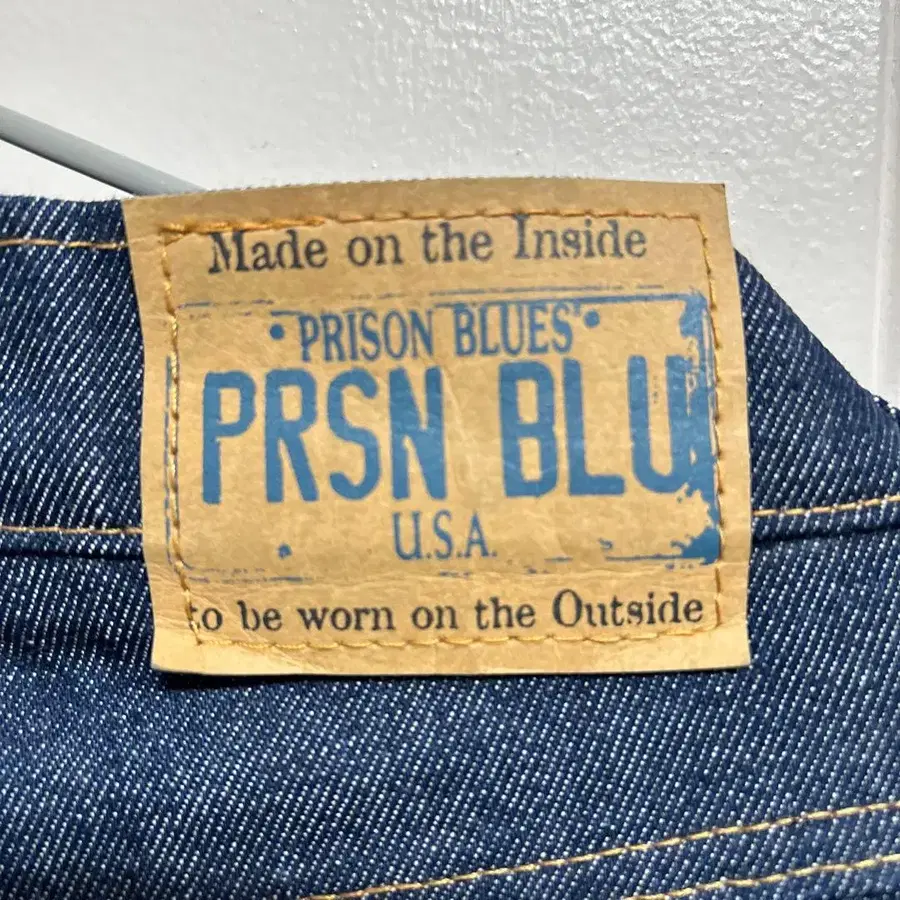 Made on the Inside
PRISON BLUES
PRSN BLU
U.S.A.
to be worn on the Outside